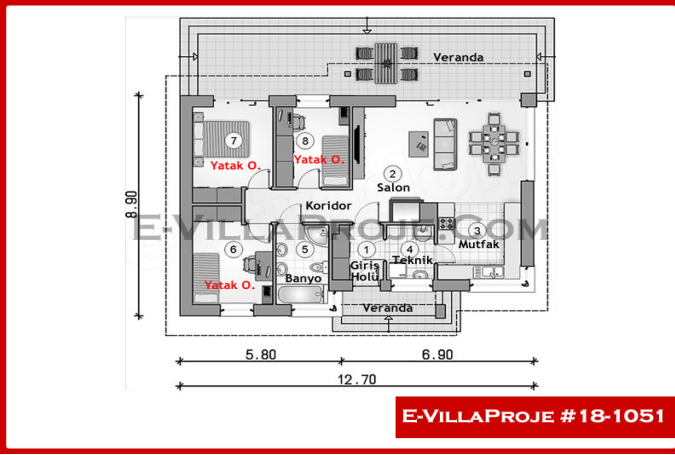 Veranda
7
8
Yatak O.
Yatak O.
2
Salon
Koridor
8.90
E-VillaProje.Com
6
5
1
4
3
Mutfak
Giriş
Holü
Teknik
Yatak O.
Banyo
Veranda
5.80
6.90
12.70
E-VillaProje #18-1051